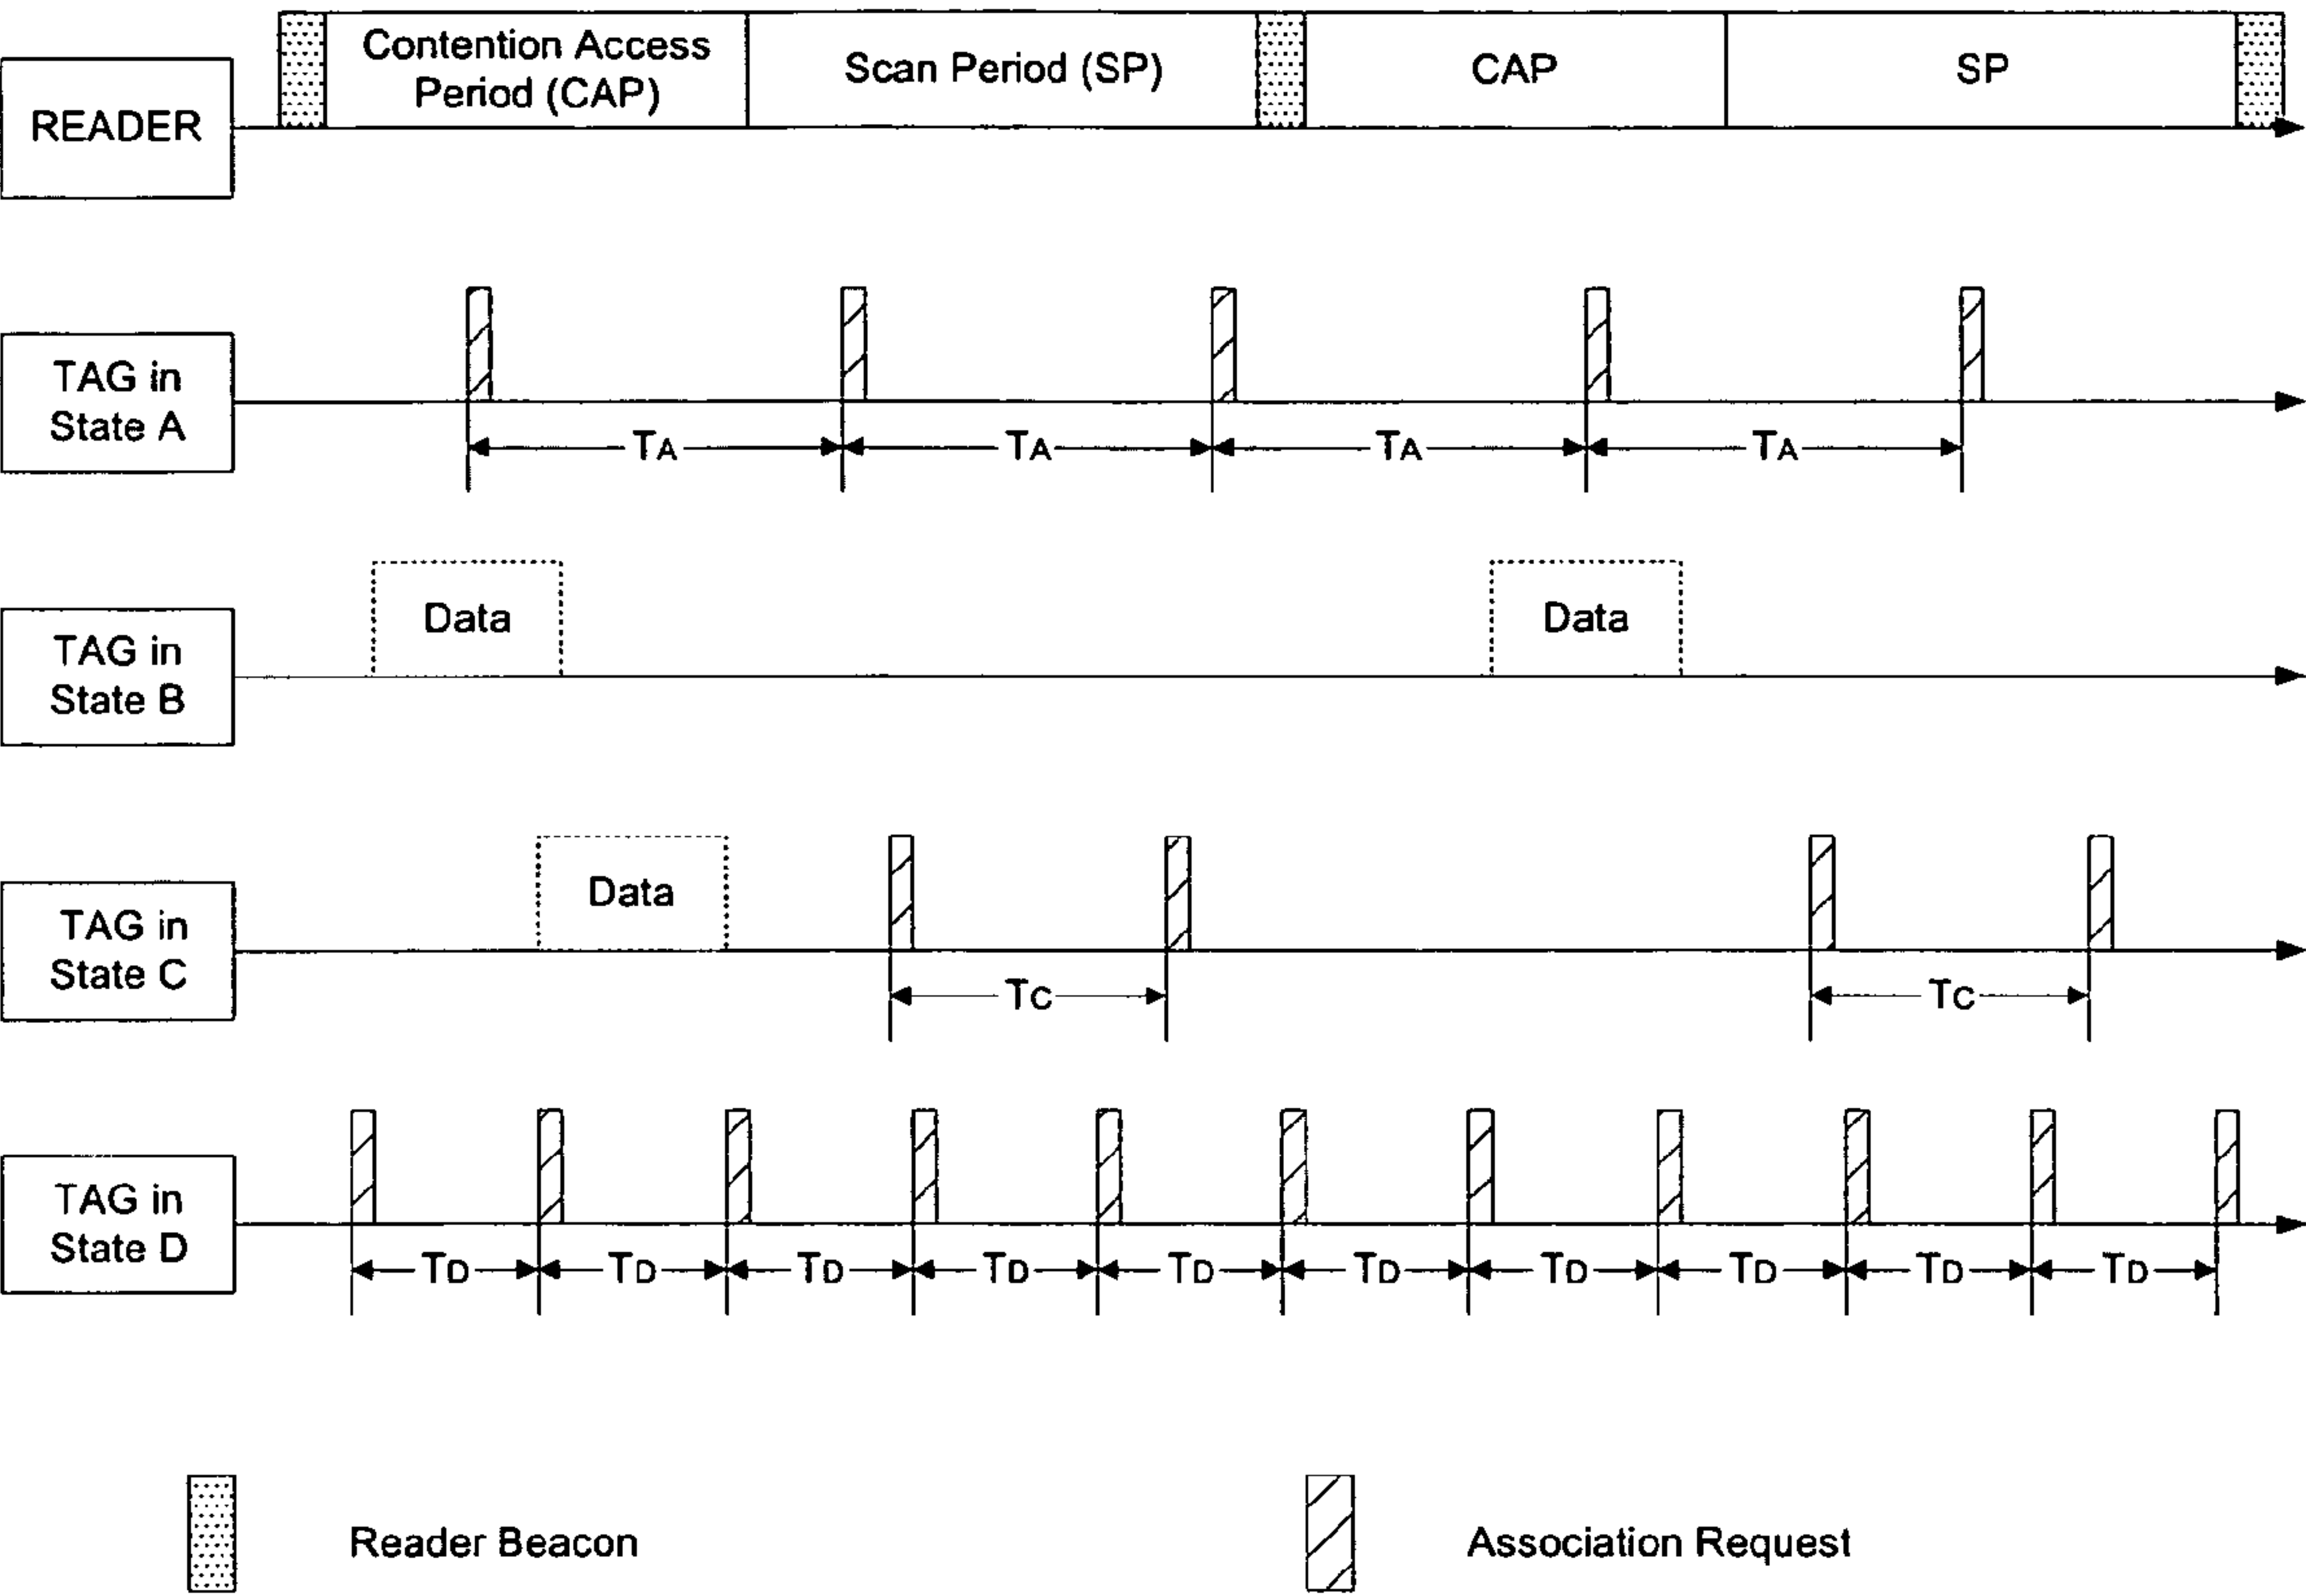 Contention Access
Period (CAP)
Scan Period (SP)
CAP
SP
READER
TAG in
State A
TA
TA
TA
TA
TAG in
State B
Data
Data
TAG in
State C
Data
TC
TC
TAG in
State D
TD
TD
TD
TD
TD
TD
TD
TD
TD
TD
Reader Beacon
Association Request